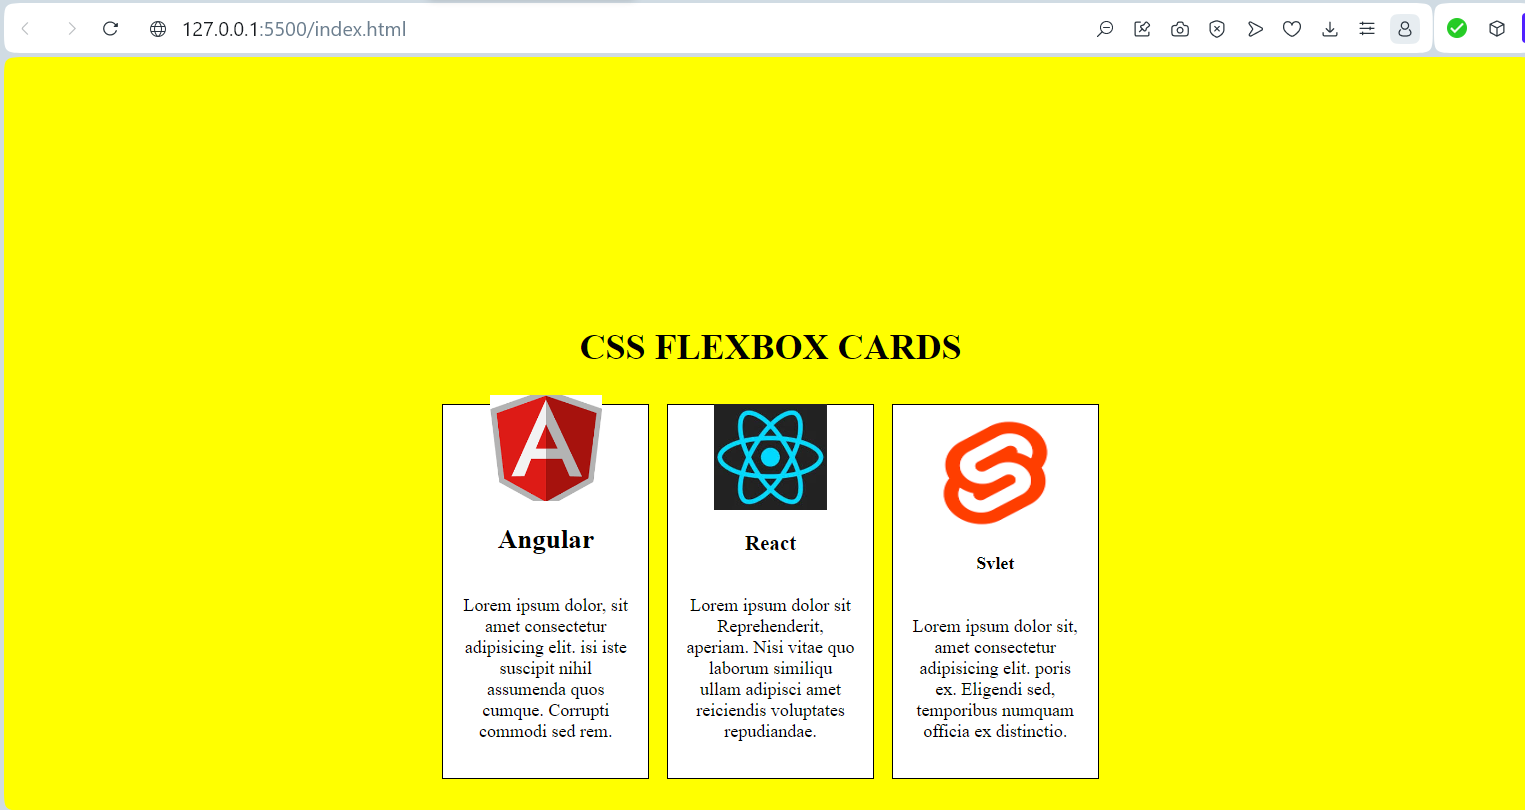 127.0.0.1:5500/index.html
CSS FLEXBOX CARDS
Angular
Lorem ipsum dolor, sit
amet consectetur
adipisicing elit. isi iste
suscipit nihil
assumenda quos
cumque. Corrupti
commodi sed rem.
React
Lorem ipsum dolor sit
Reprehenderit,
aperiam. Nisi vitae quo
laborum similiqu
ullam adipisci amet
reiciendis voluptates
repudiandae.
Svlet
Lorem ipsum dolor sit,
amet consectetur
adipisicing elit. poris
ex. Eligendi sed,
temporibus numquam
officia ex distinctio.